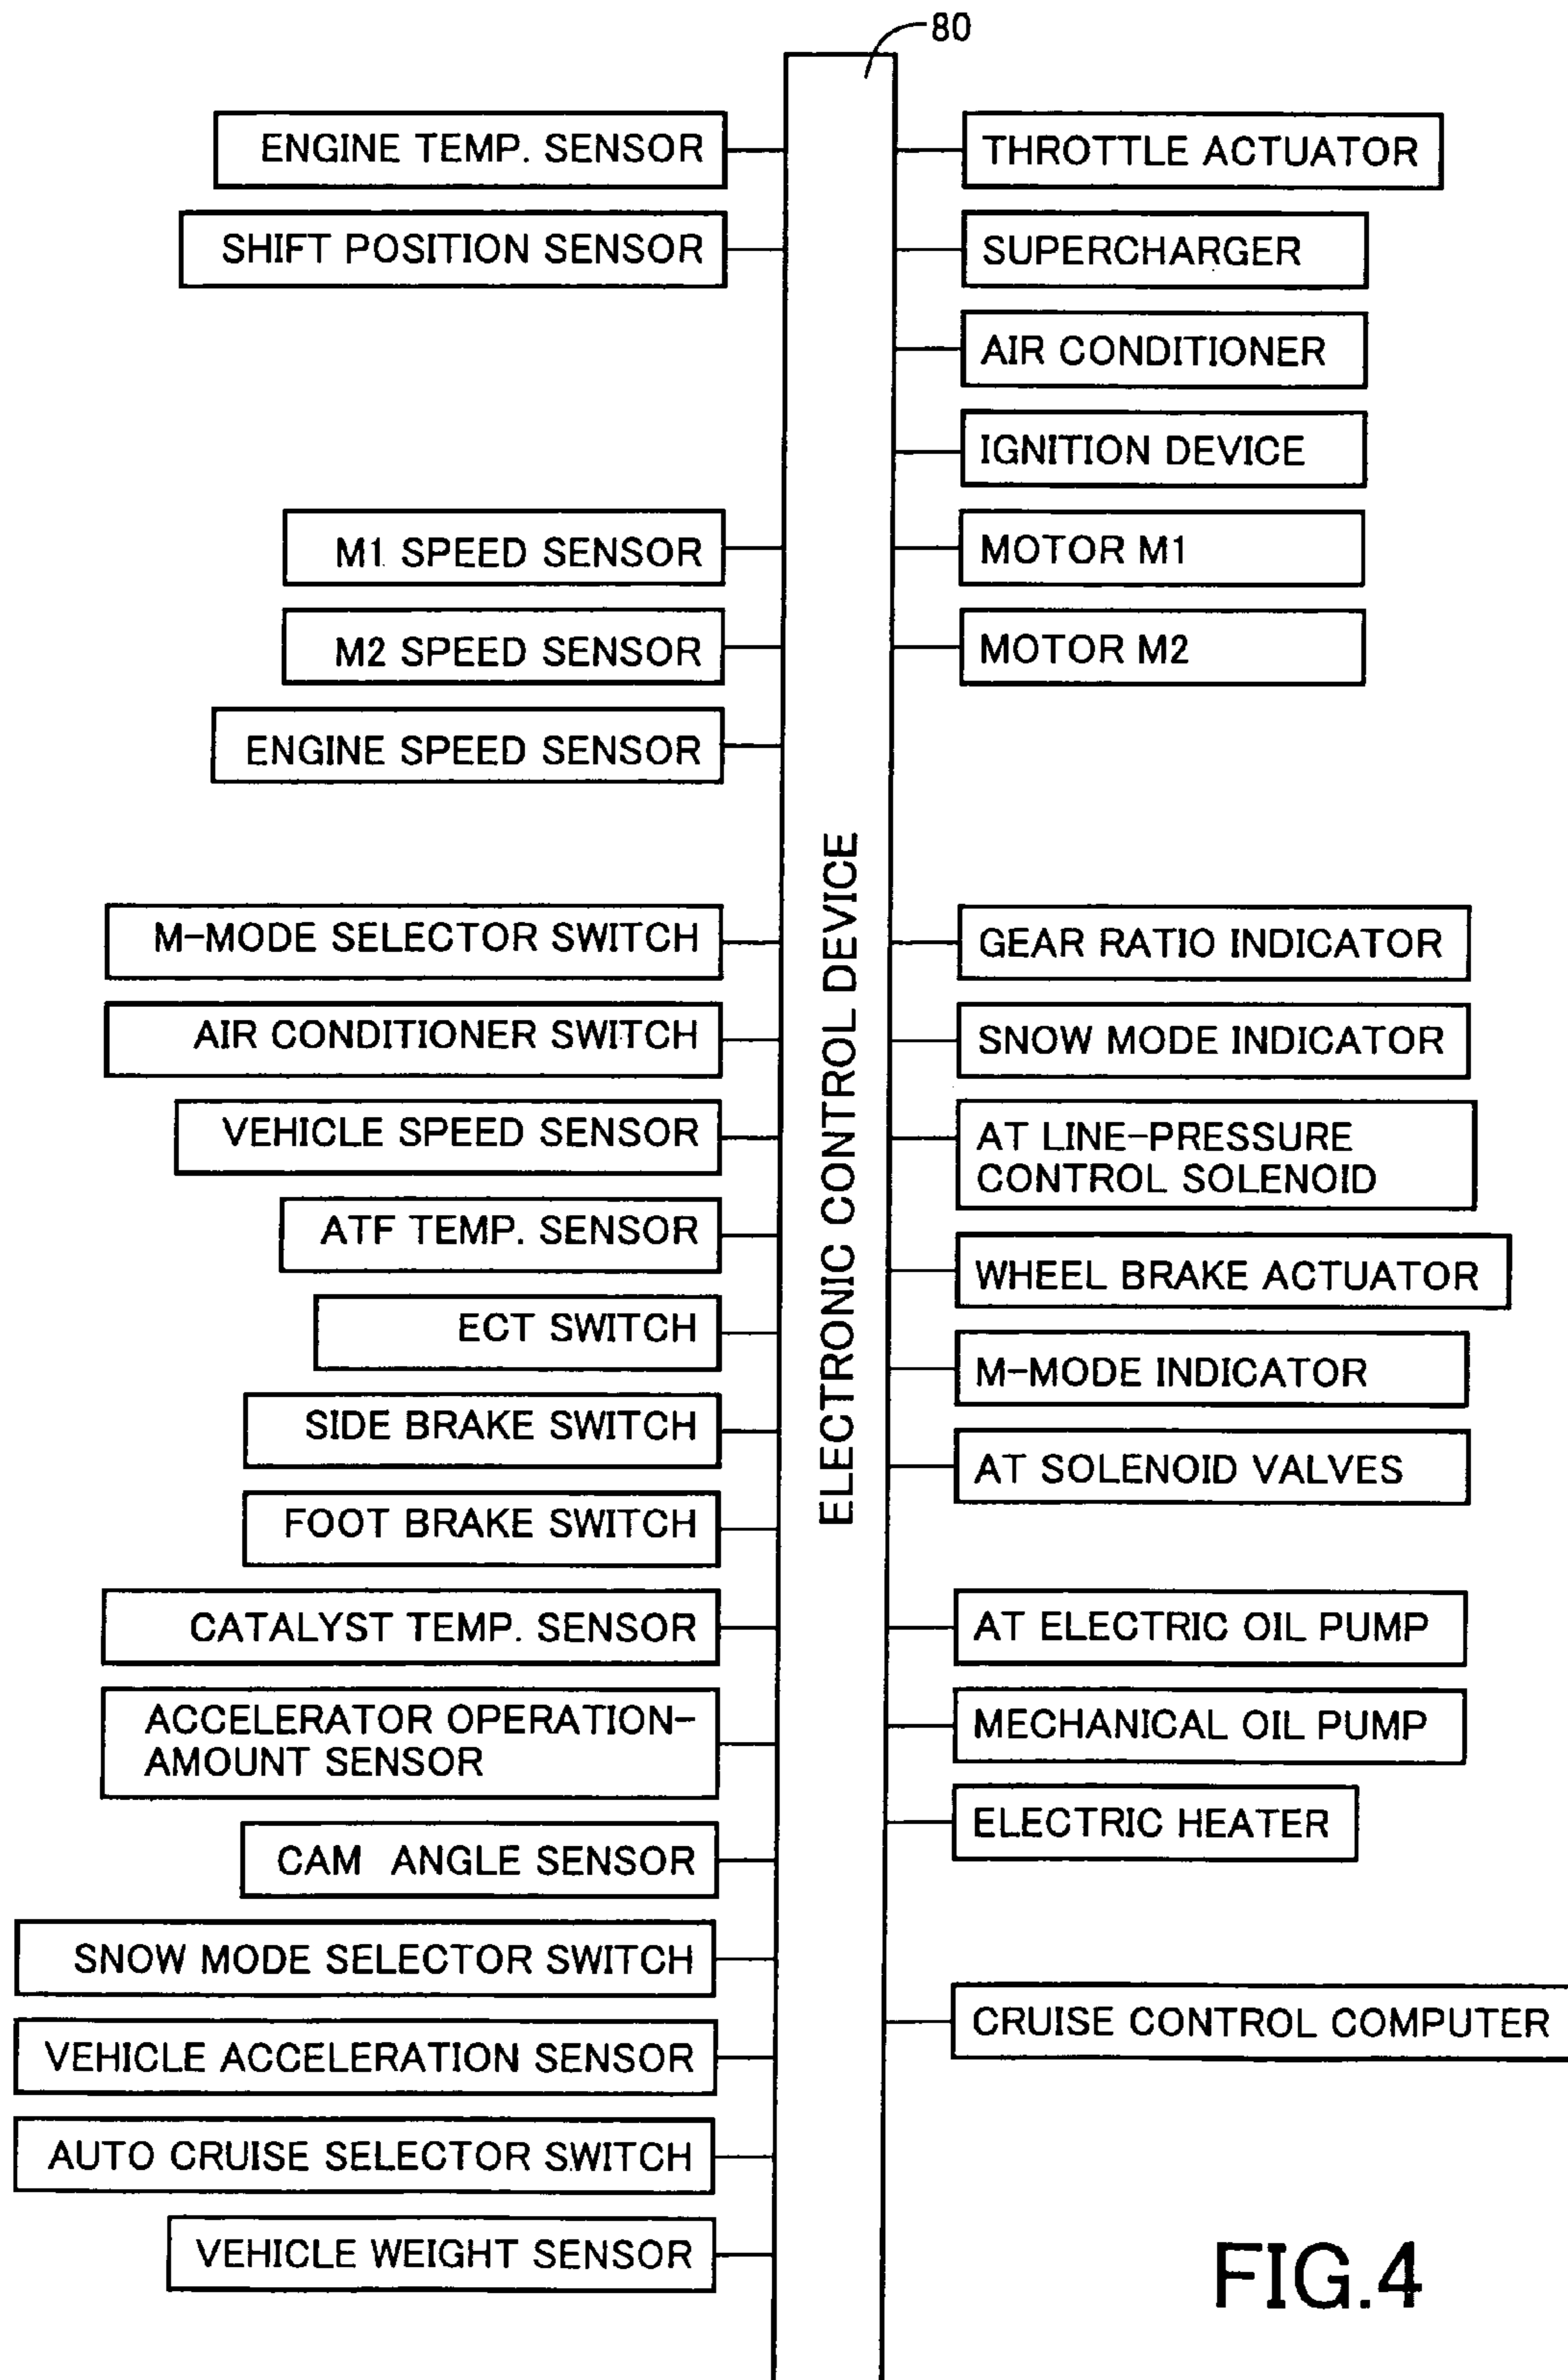 80
ENGINE TEMP. SENSOR
SHIFT POSITION SENSOR
M1 SPEED SENSOR
M2 SPEED SENSOR
ENGINE SPEED SENSOR
M-MODE SELECTOR SWITCH
AIR CONDITIONER SWITCH
VEHICLE SPEED SENSOR
ATF TEMP. SENSOR
ECT SWITCH
SIDE BRAKE SWITCH
FOOT BRAKE SWITCH
CATALYST TEMP. SENSOR
ACCELERATOR OPERATION-
AMOUNT SENSOR
CAM ANGLE SENSOR
SNOW MODE SELECTOR SWITCH
VEHICLE ACCELERATION SENSOR
AUTO CRUISE SELECTOR SWITCH
VEHICLE WEIGHT SENSOR
ELECTRONIC CONTROL DEVICE
THROTTLE ACTUATOR
SUPERCHARGER
AIR CONDITIONER
IGNITION DEVICE
MOTOR M1
MOTOR M2
GEAR RATIO INDICATOR
SNOW MODE INDICATOR
AT LINE-PRESSURE
CONTROL SOLENOID
WHEEL BRAKE ACTUATOR
M-MODE INDICATOR
AT SOLENOID VALVES
AT ELECTRIC OIL PUMP
MECHANICAL OIL PUMP
ELECTRIC HEATER
CRUISE CONTROL COMPUTER
FIG.4